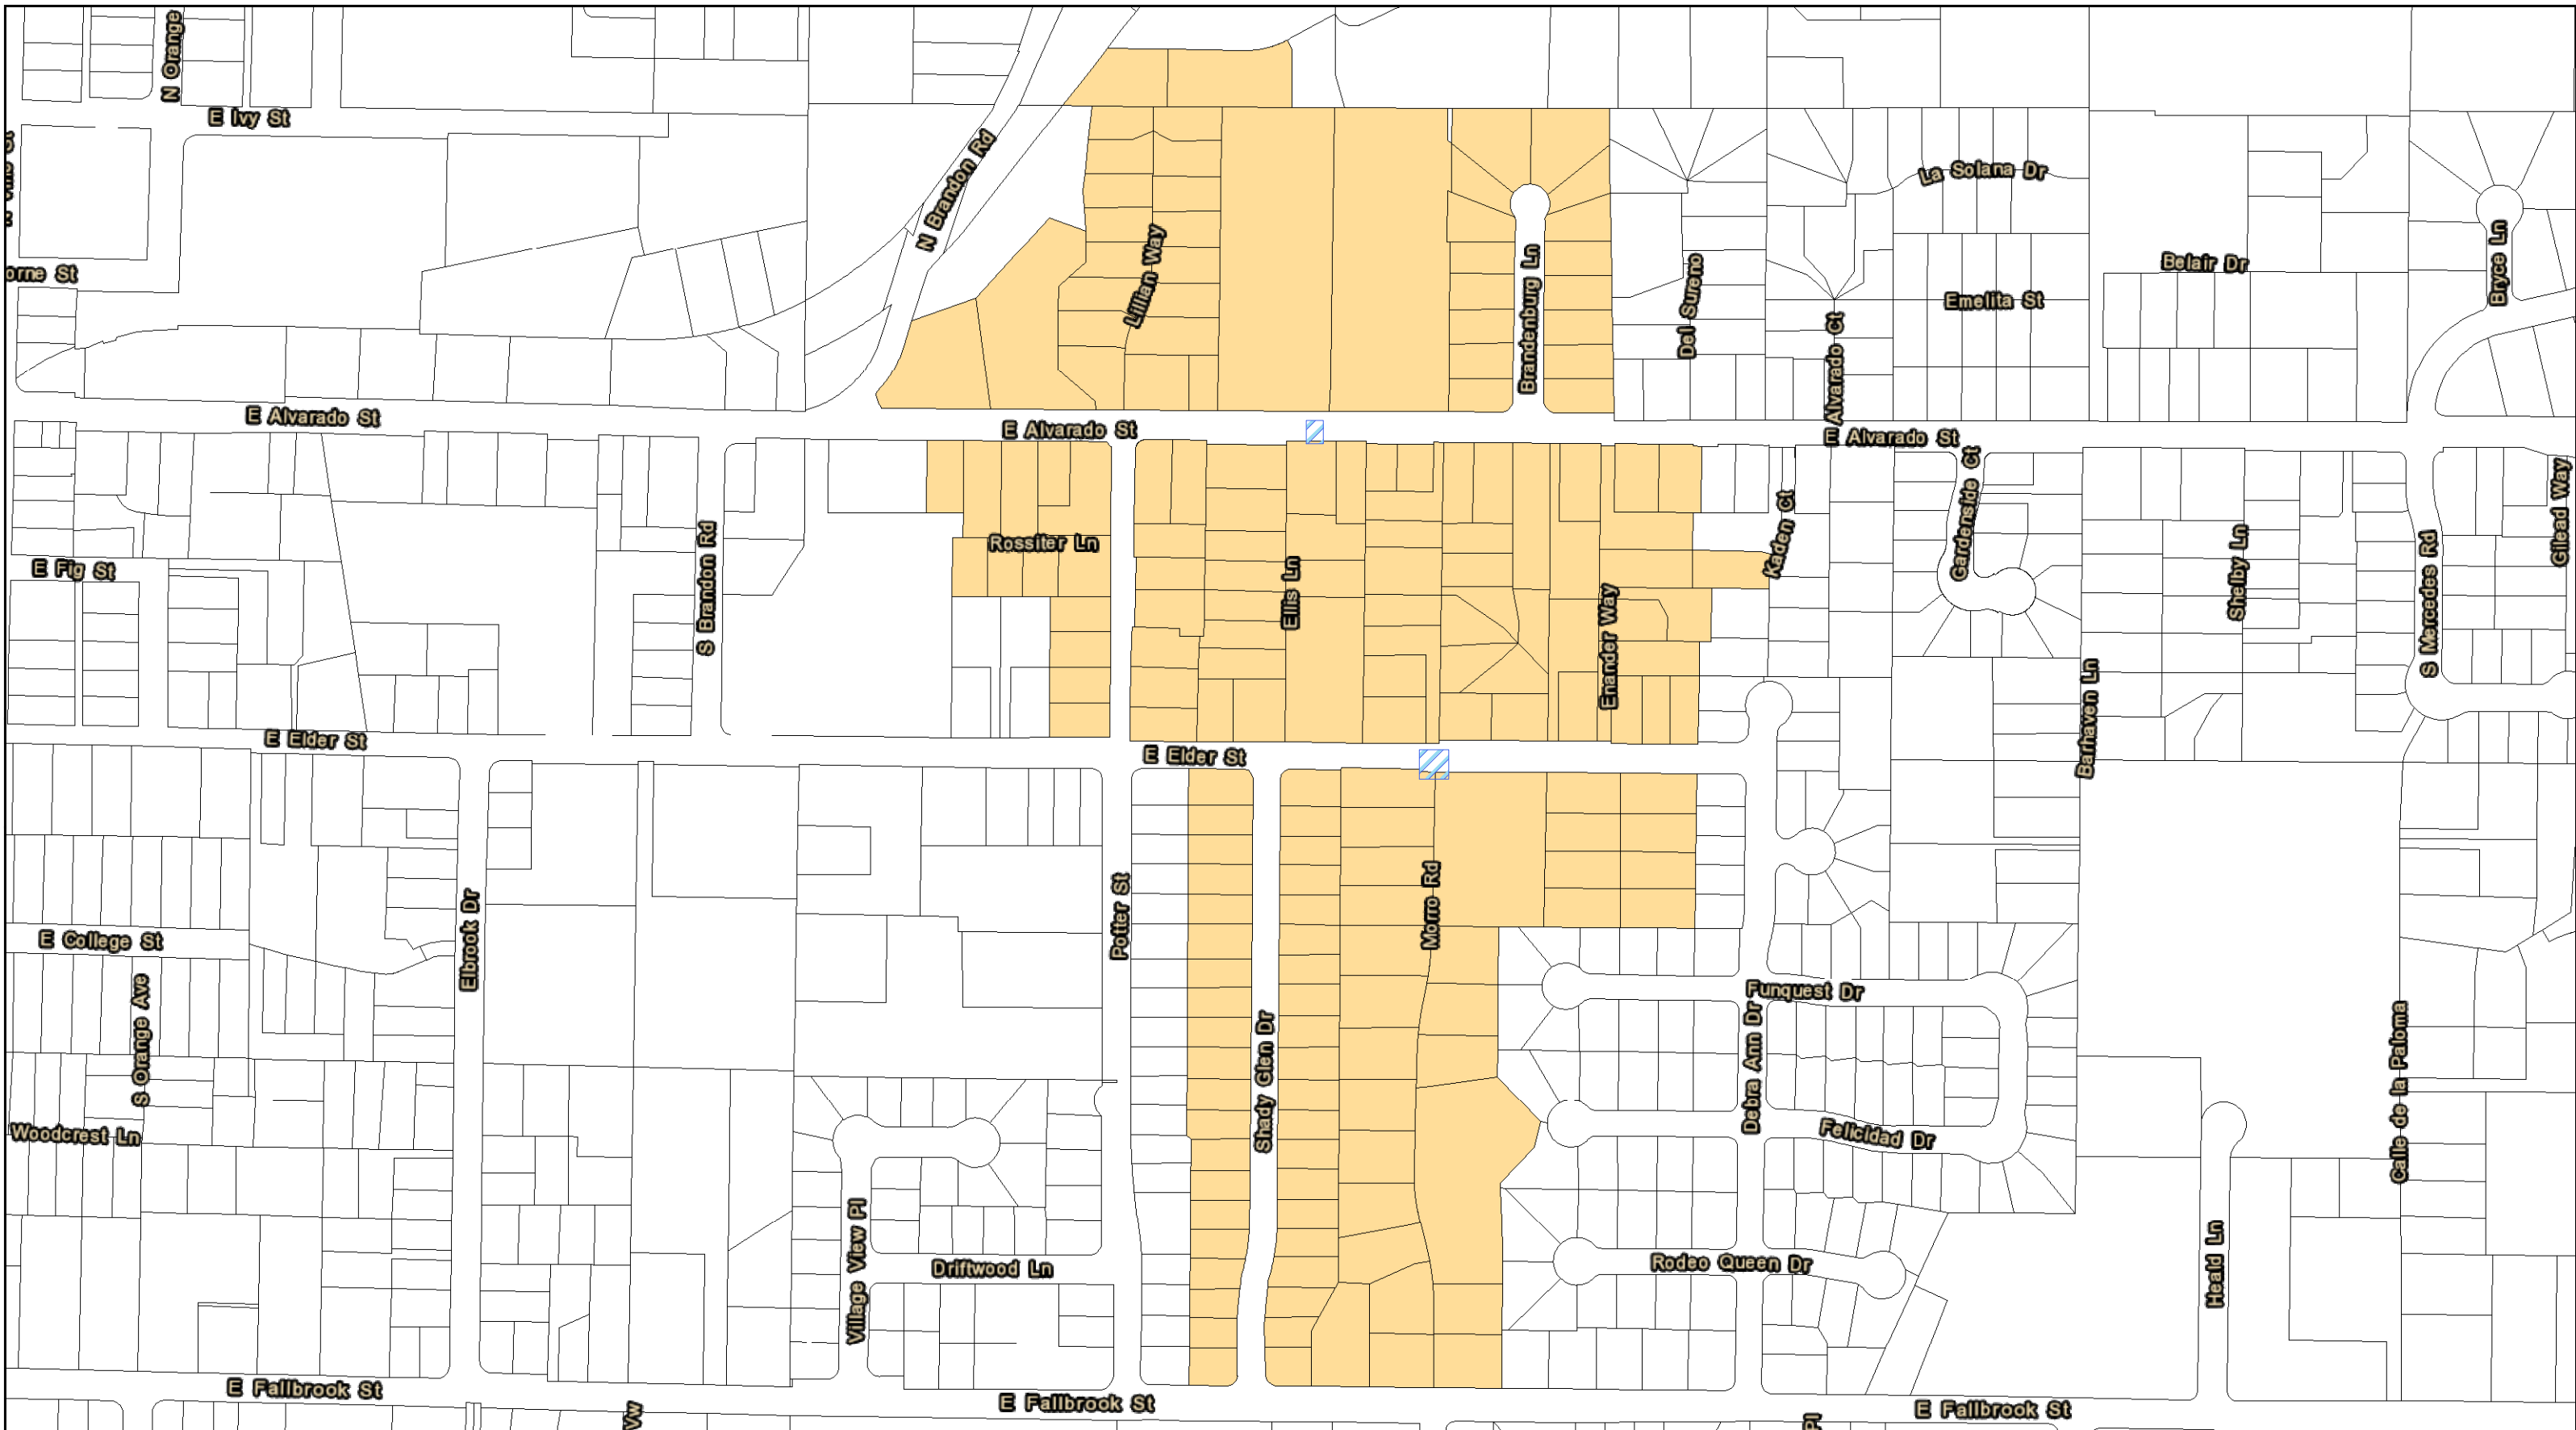 N Orange
E Ivy St
N Brandon Rd
La Solana Dr
Lillian Way
Brandenburg Ln
Del Sureno
Belair Dr
Bryce Ln
orne St
Emelita St
Alvarado Ct
E Alvarado St
E Alvarado St
E Alvarado St
Gardenside Ct
Gilead Way
Kaden Ct
Rossiter Ln
E Fig St
S Brandon Rd
Ellis Ln
Enander Way
Shelby Ln
S Mercedes Rd
Barhaven Ln
E Elder St
E Elder St
Elbrook Dr
Potter St
Morro Rd
E College St
S Orange Ave
Shady Glen Dr
Funquest Dr
Debra Ann Dr
Calle de la Paloma
Woodcrest Ln
Felicidad Dr
Village View Pl
Driftwood Ln
Rodeo Queen Dr
Heald Ln
E Fallbrook St
E Fallbrook St
E Fallbrook St
Vw
Pl